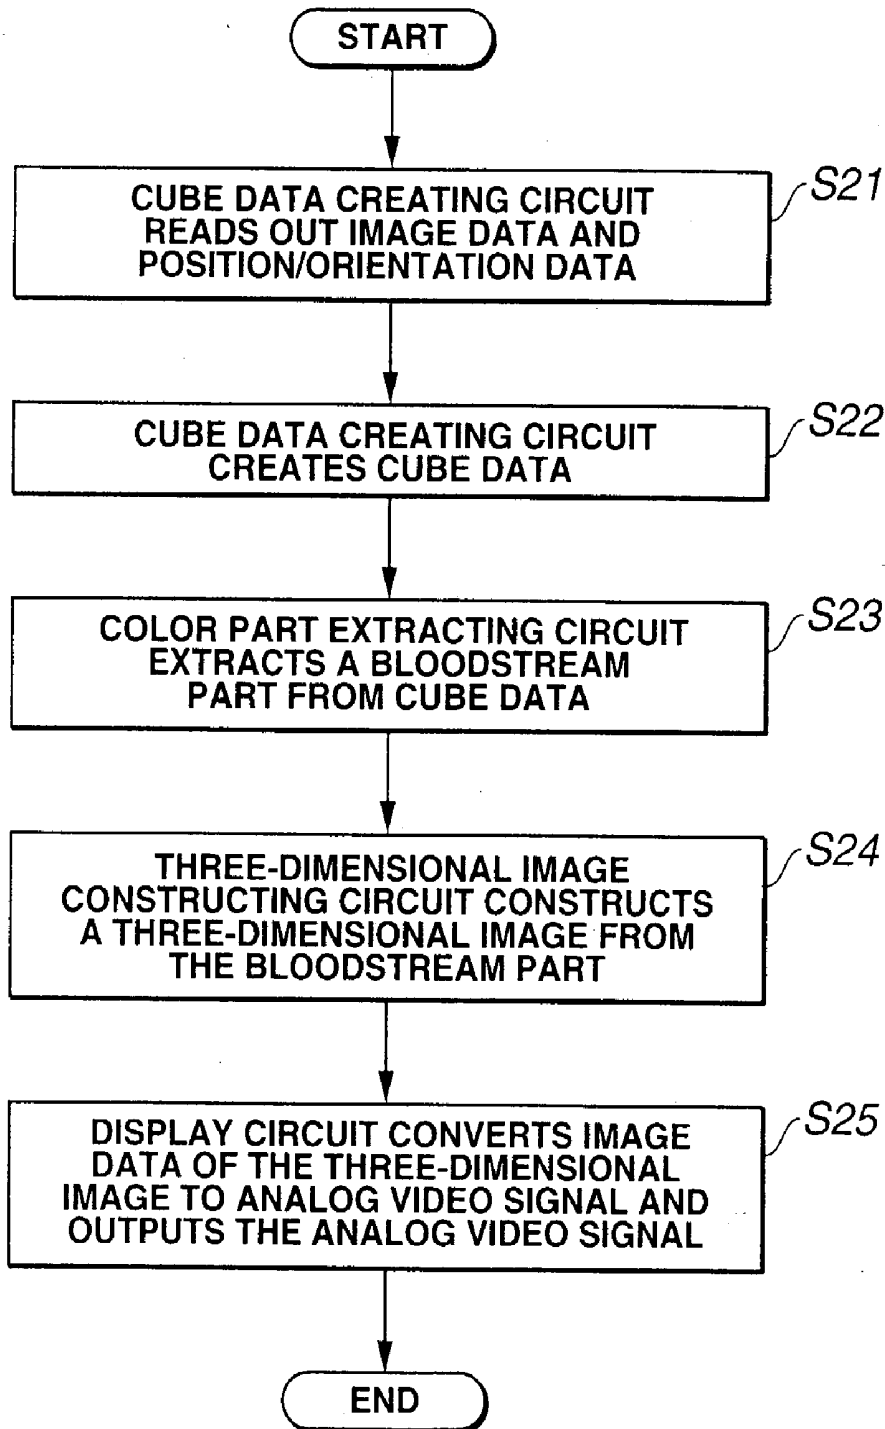 START
CUBE DATA CREATING CIRCUIT
READS OUT IMAGE DATA AND
POSITION/ORIENTATION DATA
S21
CUBE DATA CREATING CIRCUIT
CREATES CUBE DATA
S22
COLOR PART EXTRACTING CIRCUIT
EXTRACTS A BLOODSTREAM
PART FROM CUBE DATA
S23
THREE-DIMENSIONAL IMAGE
CONSTRUCTING CIRCUIT CONSTRUCTS
A THREE-DIMENSIONAL IMAGE FROM
THE BLOODSTREAM PART
S24
DISPLAY CIRCUIT CONVERTS IMAGE
DATA OF THE THREE-DIMENSIONAL
IMAGE TO ANALOG VIDEO SIGNAL AND
OUTPUTS THE ANALOG VIDEO SIGNAL
S25
END